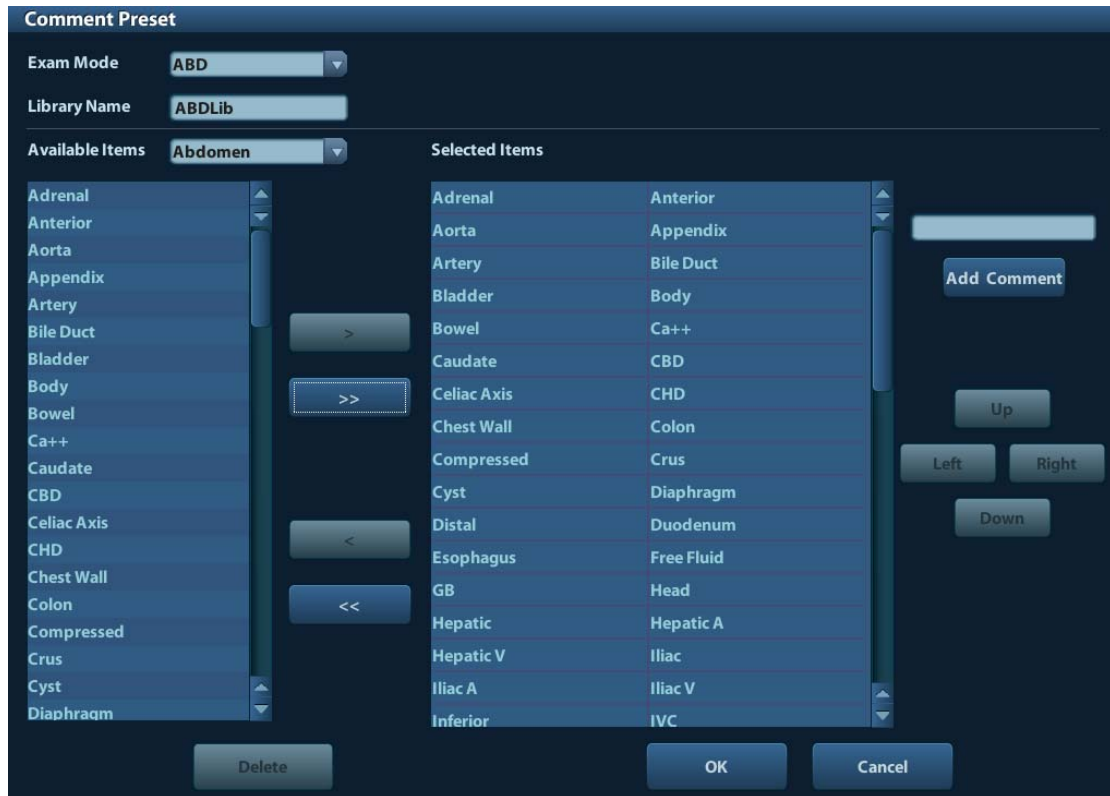 Comment Preset
Exam Mode ABD
Library Name ABDLib
Available Items Abdomen
Selected Items
Adrenal
Anterior
Aorta
Appendix
Artery
Bile Duct
Bladder
Body
Bowel
Ca++
Caudate
CBD
Celiac Axis
CHD
Chest Wall
Colon
Compressed
Crus
Cyst
Diaphragm
>
>>
<
<<
Adrenal Anterior
Aorta Appendix
Artery Bile Duct
Bladder Body
Bowel Ca++
Caudate CBD
Celiac Axis CHD
Chest Wall Colon
Compressed Crus
Cyst Diaphragm
Distal Duodenum
Esophagus Free Fluid
GB Head
Hepatic Hepatic A
Hepatic V Iliac
Iliac A Iliac V
Inferior IVC
Add Comment
Up
Left Right
Down
Delete OK Cancel